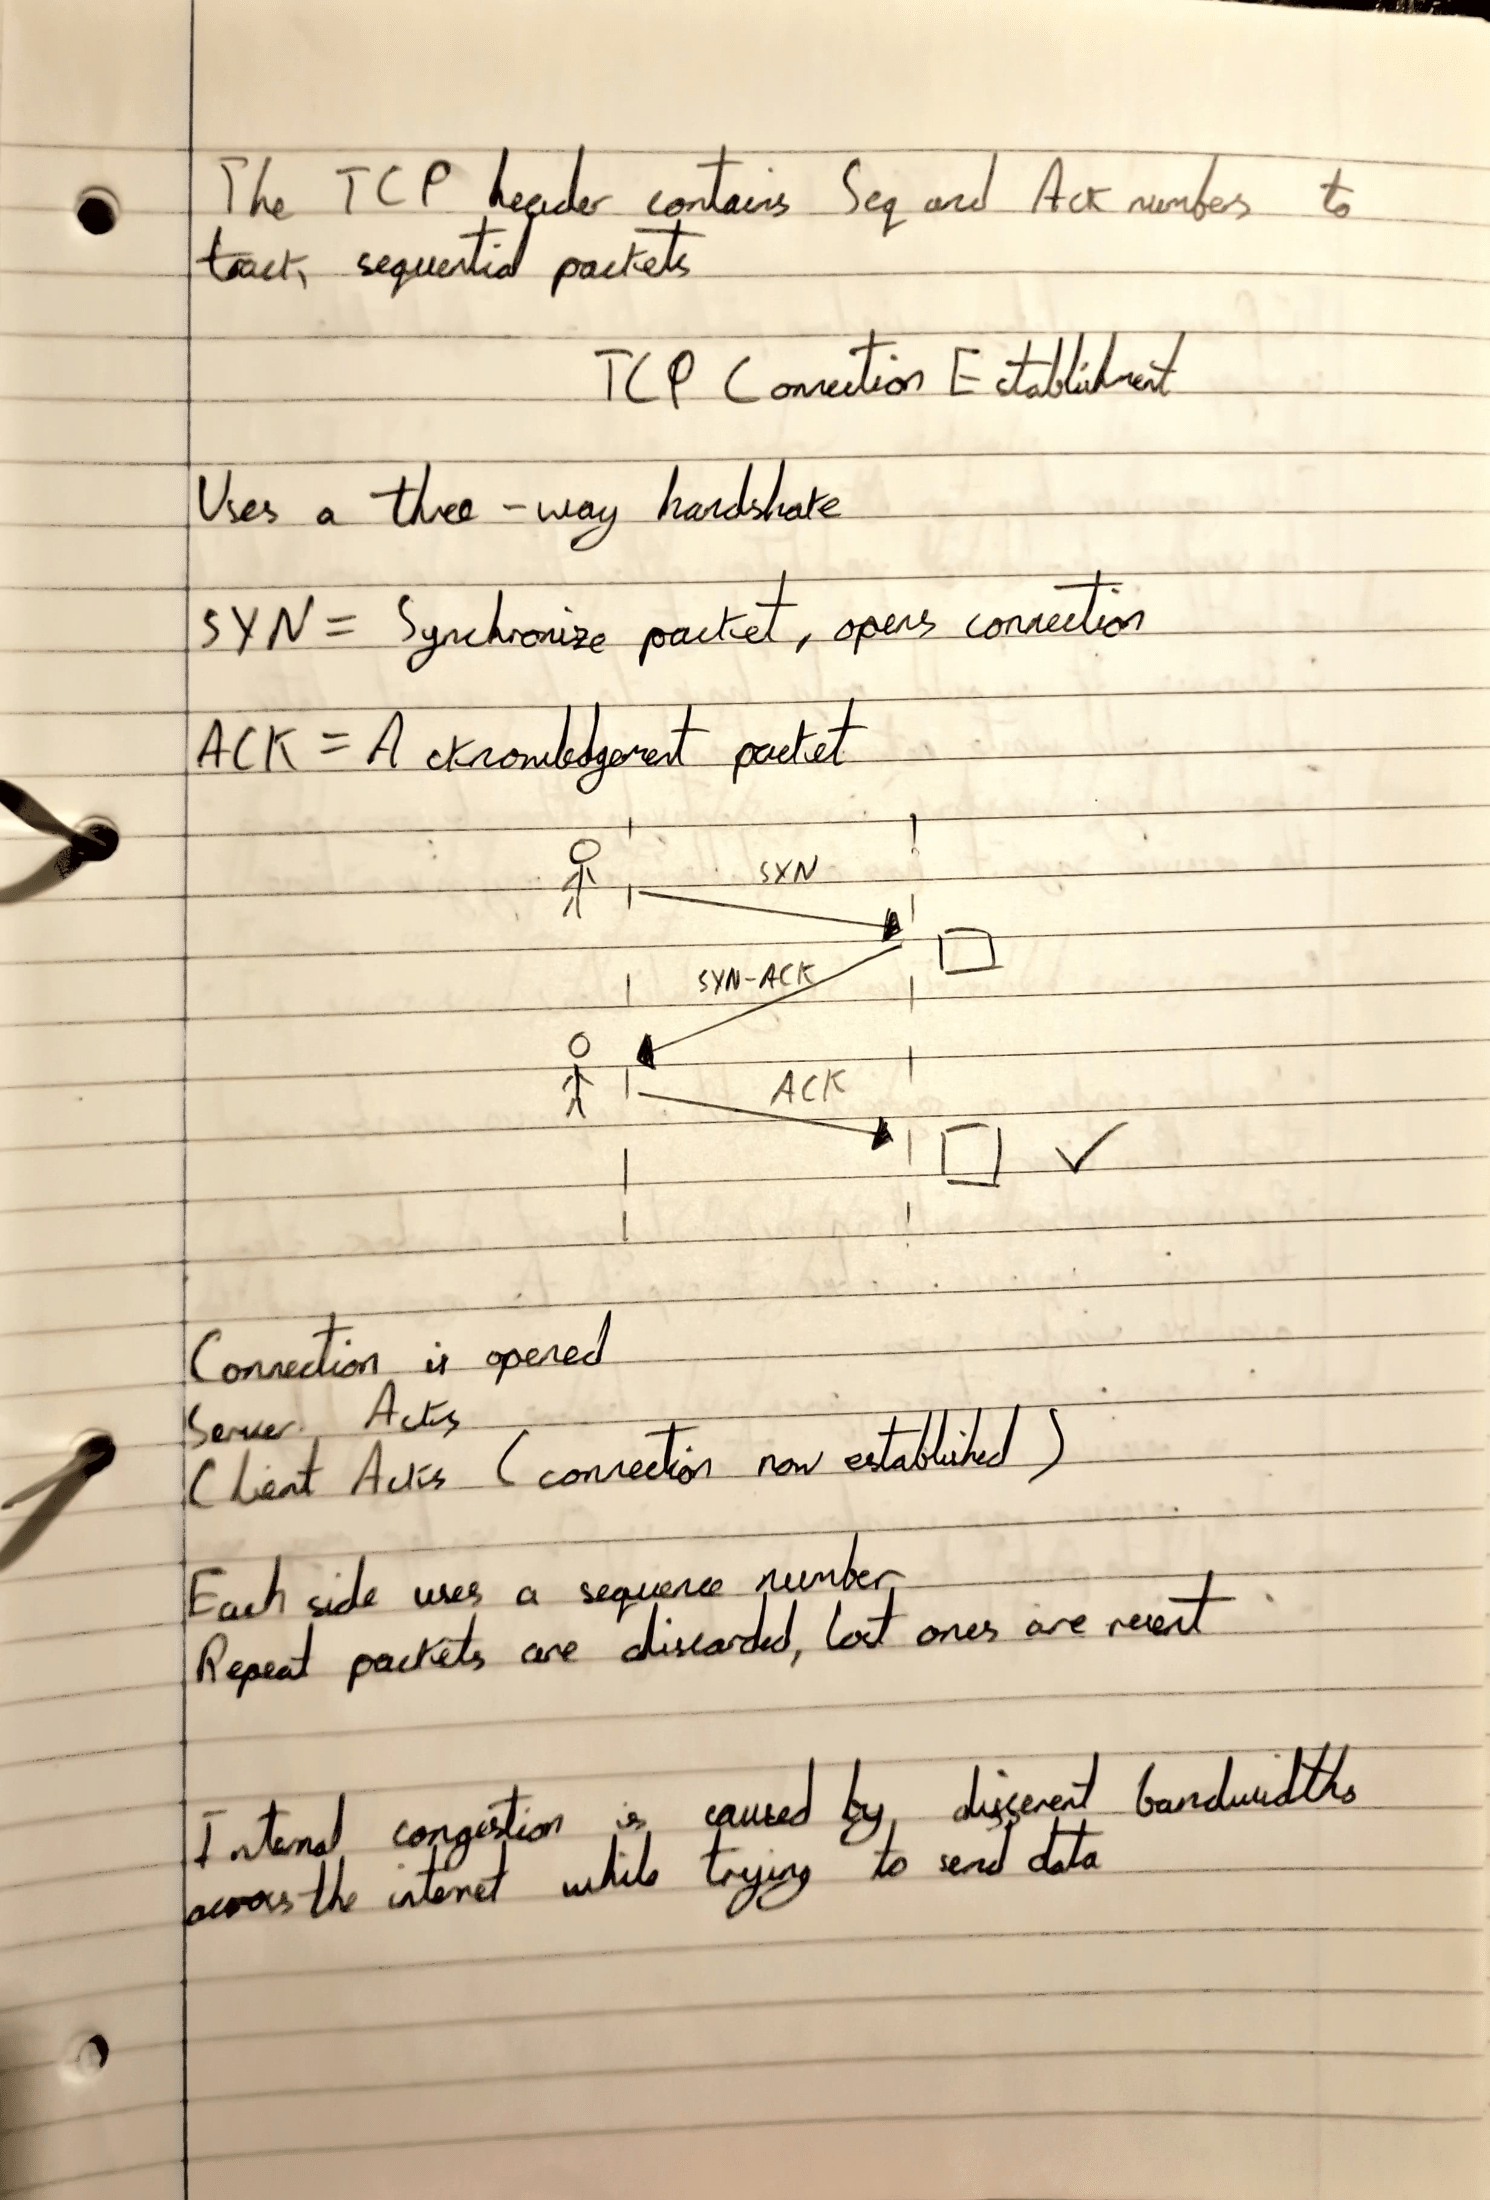 The TCP header contains Seq and Ack numbers to
track sequential packets
TCP Connection Establishment
Uses a three-way handshake
SYN = Synchronize packet, opens connection
ACK = Acknowledgement packet
SYN
SYN-ACK
ACK
Connection is opened
Server Acks
Client Acks (connection now established)
Each side uses a sequence number
Repeat packets are discarded, lost ones are resent
Internal congestion is caused by different bandwidths
across the internet while trying to send data